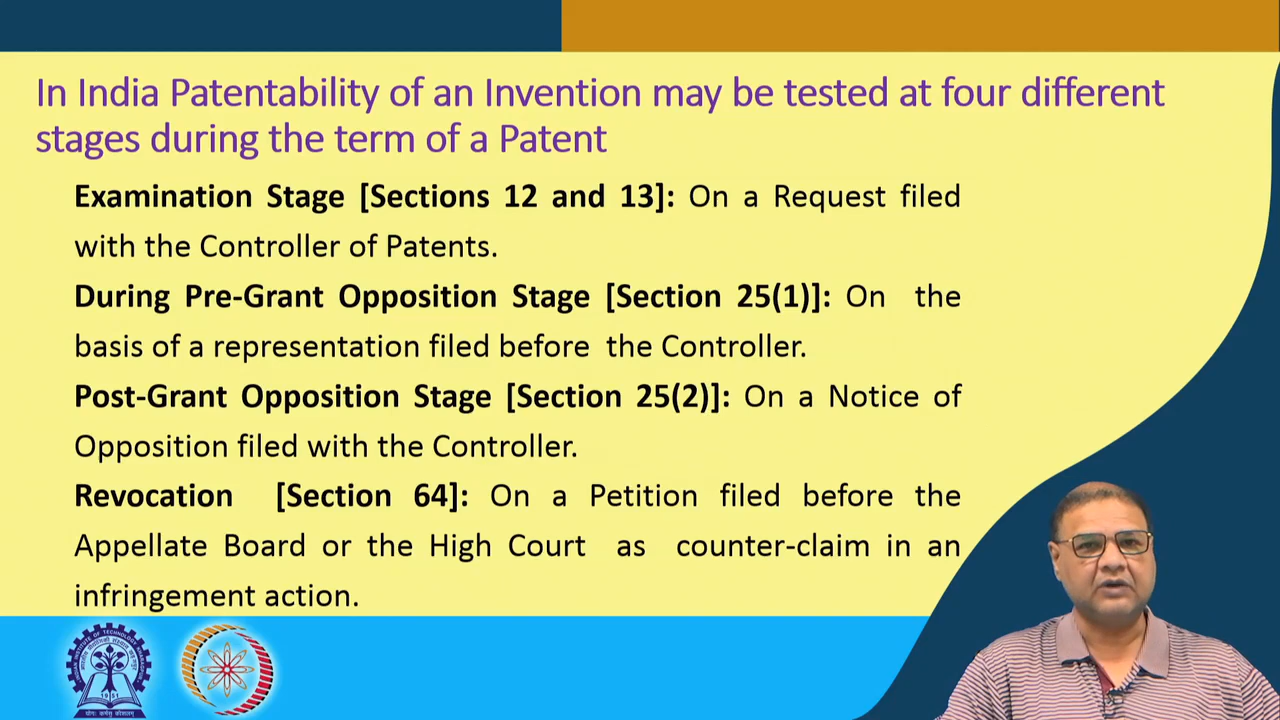 In India Patentability of an Invention may be tested at four different
stages during the term of a Patent
Examination Stage [Sections 12 and 13]: On a Request filed
with the Controller of Patents.
During Pre-Grant Opposition Stage [Section 25(1)]: On the
basis of a representation filed before the Controller.
Post-Grant Opposition Stage [Section 25(2)]: On a Notice of
Opposition filed with the Controller.
Revocation [Section 64]: On a Petition filed before the
Appellate Board or the High Court as counter-claim in an
infringement action.
1951
योगः कर्मसु कौशलम्